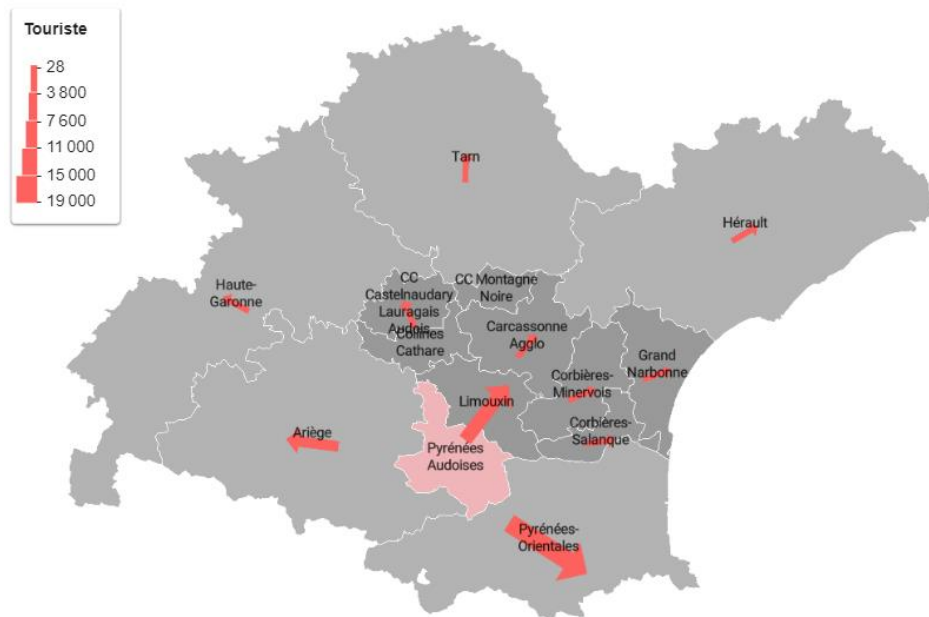 Touriste
28
3 800
7 600
11 000
15 000
19 000
Tarn
Hérault
Haute-
Garonne
CC
Castelnaudary
Lauragais
Audois
CC Montagne
Noire
Collines
Cathare
Carcassonne
Agglo
Grand
Narbonne
Corbières-
Minervois
Limouxin
Corbières-
Salanque
Ariège
Pyrénées
Audoises
Pyrénées-
Orientales